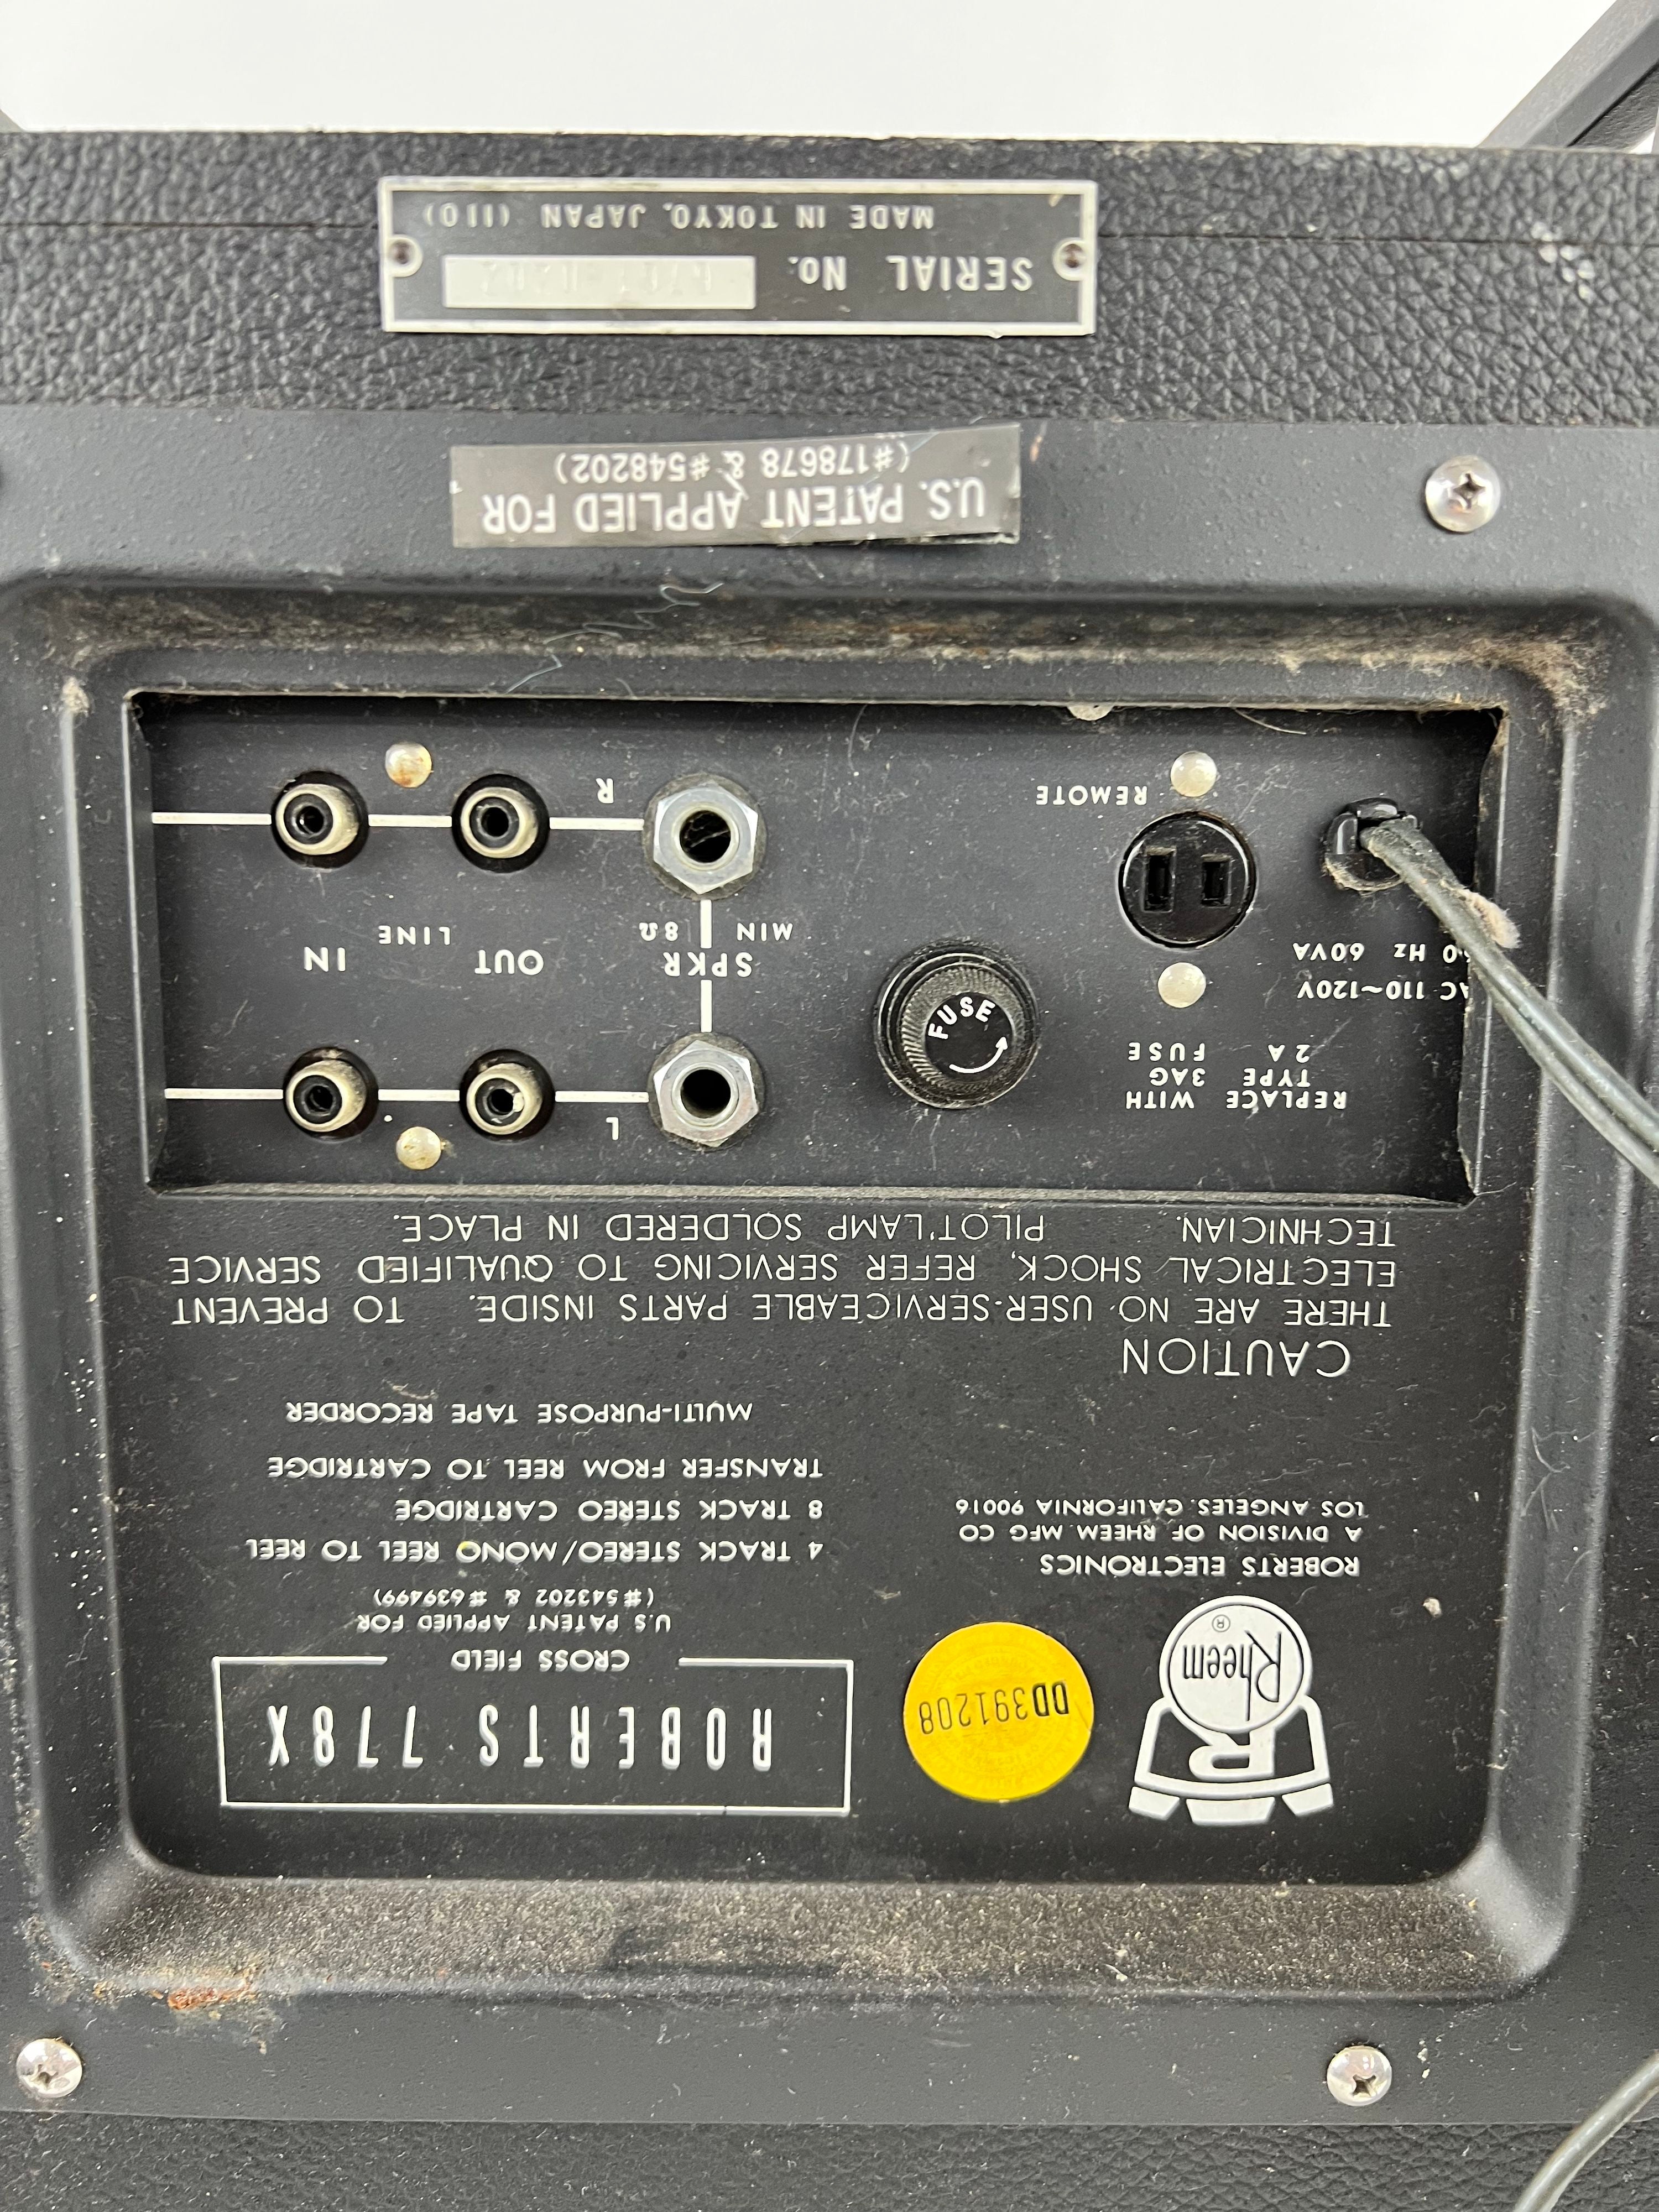 ROBERTS 778X
CROSS FIELD
U.S PATENT APPLIED FOR
(#543202 & #639499)
4 TRACK STEREO/MONO REEL TO REEL
8 TRACK STEREO CARTRIDGE
TRANSFER FROM REEL TO CARTRIDGE
MULTI-PURPOSE TAPE RECORDER
Rheem
®
DD391208
ROBERTS ELECTRONICS
A DIVISION OF RHEEM MFG CO
LOS ANGELES. CALIFORNIA 90016
CAUTION
THERE ARE NO USER-SERVICEABLE PARTS INSIDE. TO PREVENT
ELECTRICAL SHOCK, REFER SERVICING TO QUALIFIED SERVICE
TECHNICIAN. PILOT LAMP SOLDERED IN PLACE.
REPLACE WITH
TYPE 3AG
2 A FUSE
AC 110~120V
60 Hz 60VA
REMOTE
FUSE
L
SPKR
MIN 8Ω
OUT
LINE
IN
R
U.S. PATENT APPLIED FOR
(#178678 & #548202)
SERIAL No.
MADE IN TOKYO, JAPAN (110)